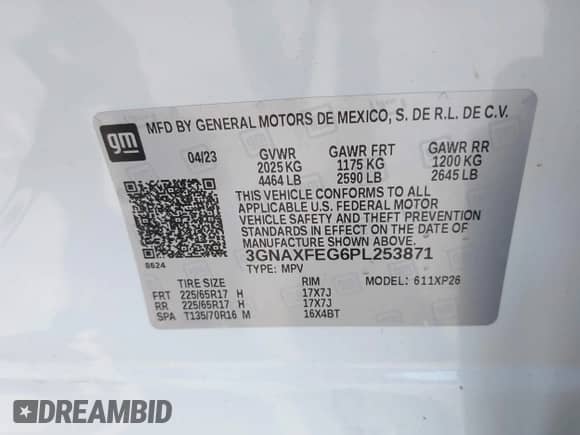 gm MFD BY GENERAL MOTORS DE MEXICO, S. DE R.L. DE C.V.
04/23 GVWR GAWR FRT GAWR RR
2025 KG 1175 KG 1200 KG
4464 LB 2590 LB 2645 LB
THIS VEHICLE CONFORMS TO ALL
APPLICABLE U.S. FEDERAL MOTOR
VEHICLE SAFETY AND THEFT PREVENTION
STANDARDS IN EFFECT ON THE DATE OF
MANUFACTURE SHOWN ABOVE.
3GNAXFEG6PL253871
8624 TYPE: MPV
TIRE SIZE RIM MODEL: 611XP26
FRT 225/65R17 H 17X7J
RR 225/65R17 H 17X7J
SPA T135/70R16 M 16X4BT
DREAMBID